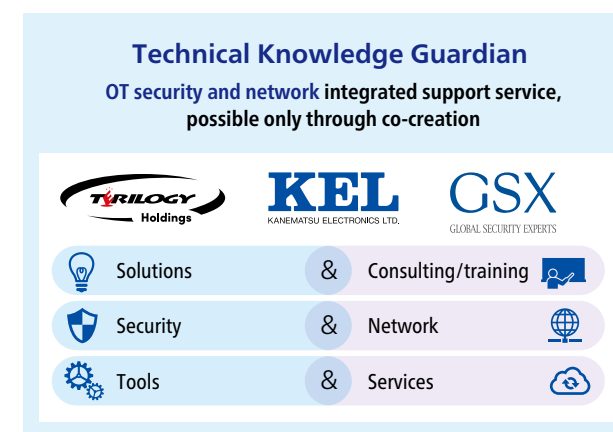 Technical Knowledge Guardian
OT security and network integrated support service,
possible only through co-creation
TERILOGY
Holdings
KEL
KANEMATSU ELECTRONICS LTD.
GSX
GLOBAL SECURITY EXPERTS
Solutions & Consulting/training
Security & Network
Tools & Services